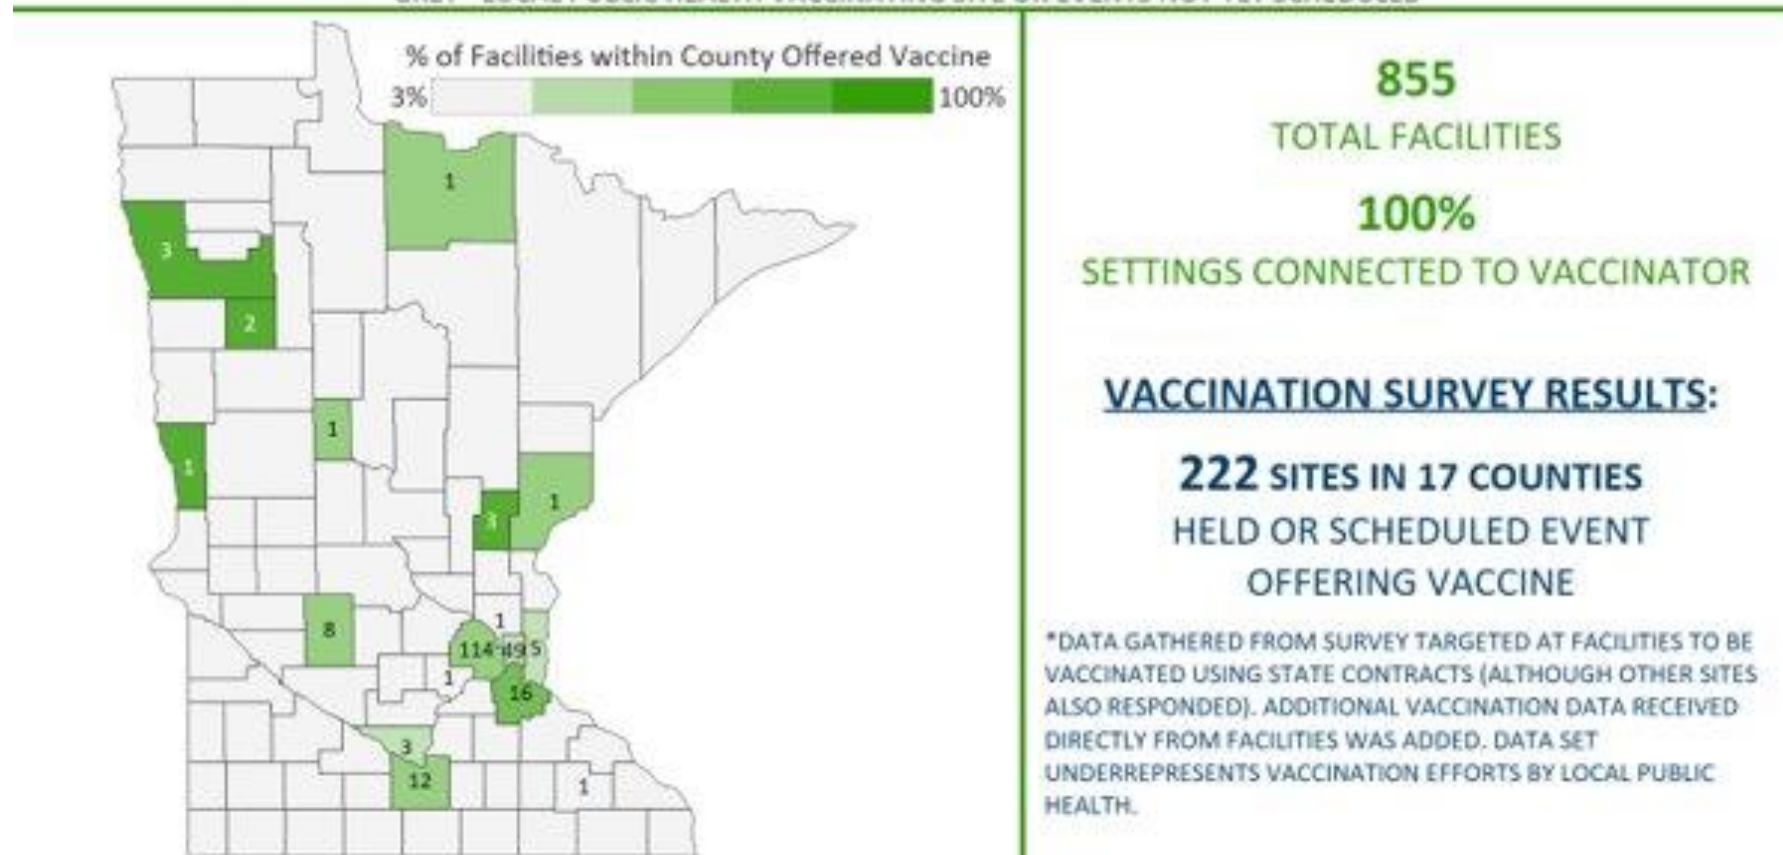 % of Facilities within County Offered Vaccine
3%
100%
1
3
2
1
1
3
1
8
1
114
49
5
1
16
3
12
1
855
TOTAL FACILITIES
100%
SETTINGS CONNECTED TO VACCINATOR
VACCINATION SURVEY RESULTS:
222 SITES IN 17 COUNTIES
HELD OR SCHEDULED EVENT
OFFERING VACCINE
*DATA GATHERED FROM SURVEY TARGETED AT FACILITIES TO BE
VACCINATED USING STATE CONTRACTS (ALTHOUGH OTHER SITES
ALSO RESPONDED). ADDITIONAL VACCINATION DATA RECEIVED
DIRECTLY FROM FACILITIES WAS ADDED. DATA SET
UNDERREPRESENTS VACCINATION EFFORTS BY LOCAL PUBLIC
HEALTH.